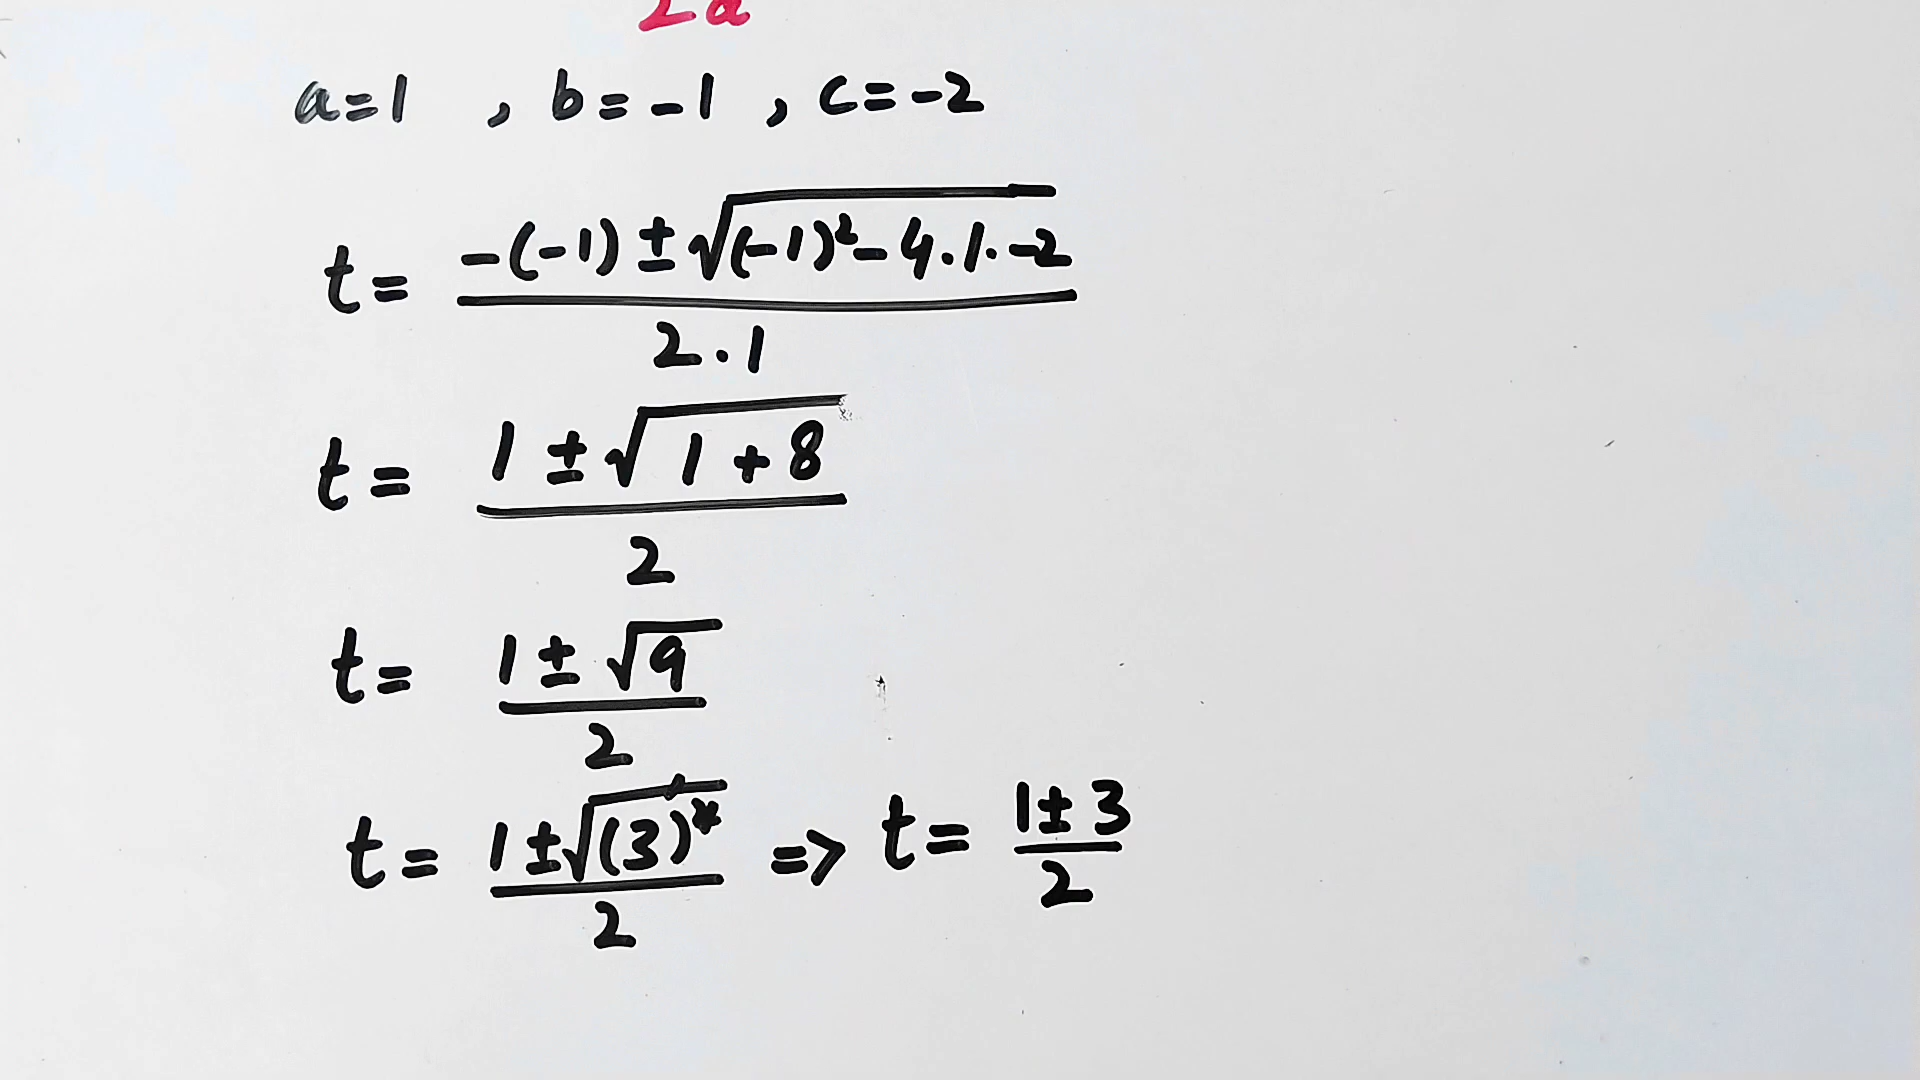 2a
a=1 , b=-1 , c=-2
t= -(-1) ± √(-1)² - 4.1.-2
2.1
t= 1 ± √1+8
2
t= 1 ± √9
2
t= 1 ± √(3)² => t= 1 ± 3
2 2